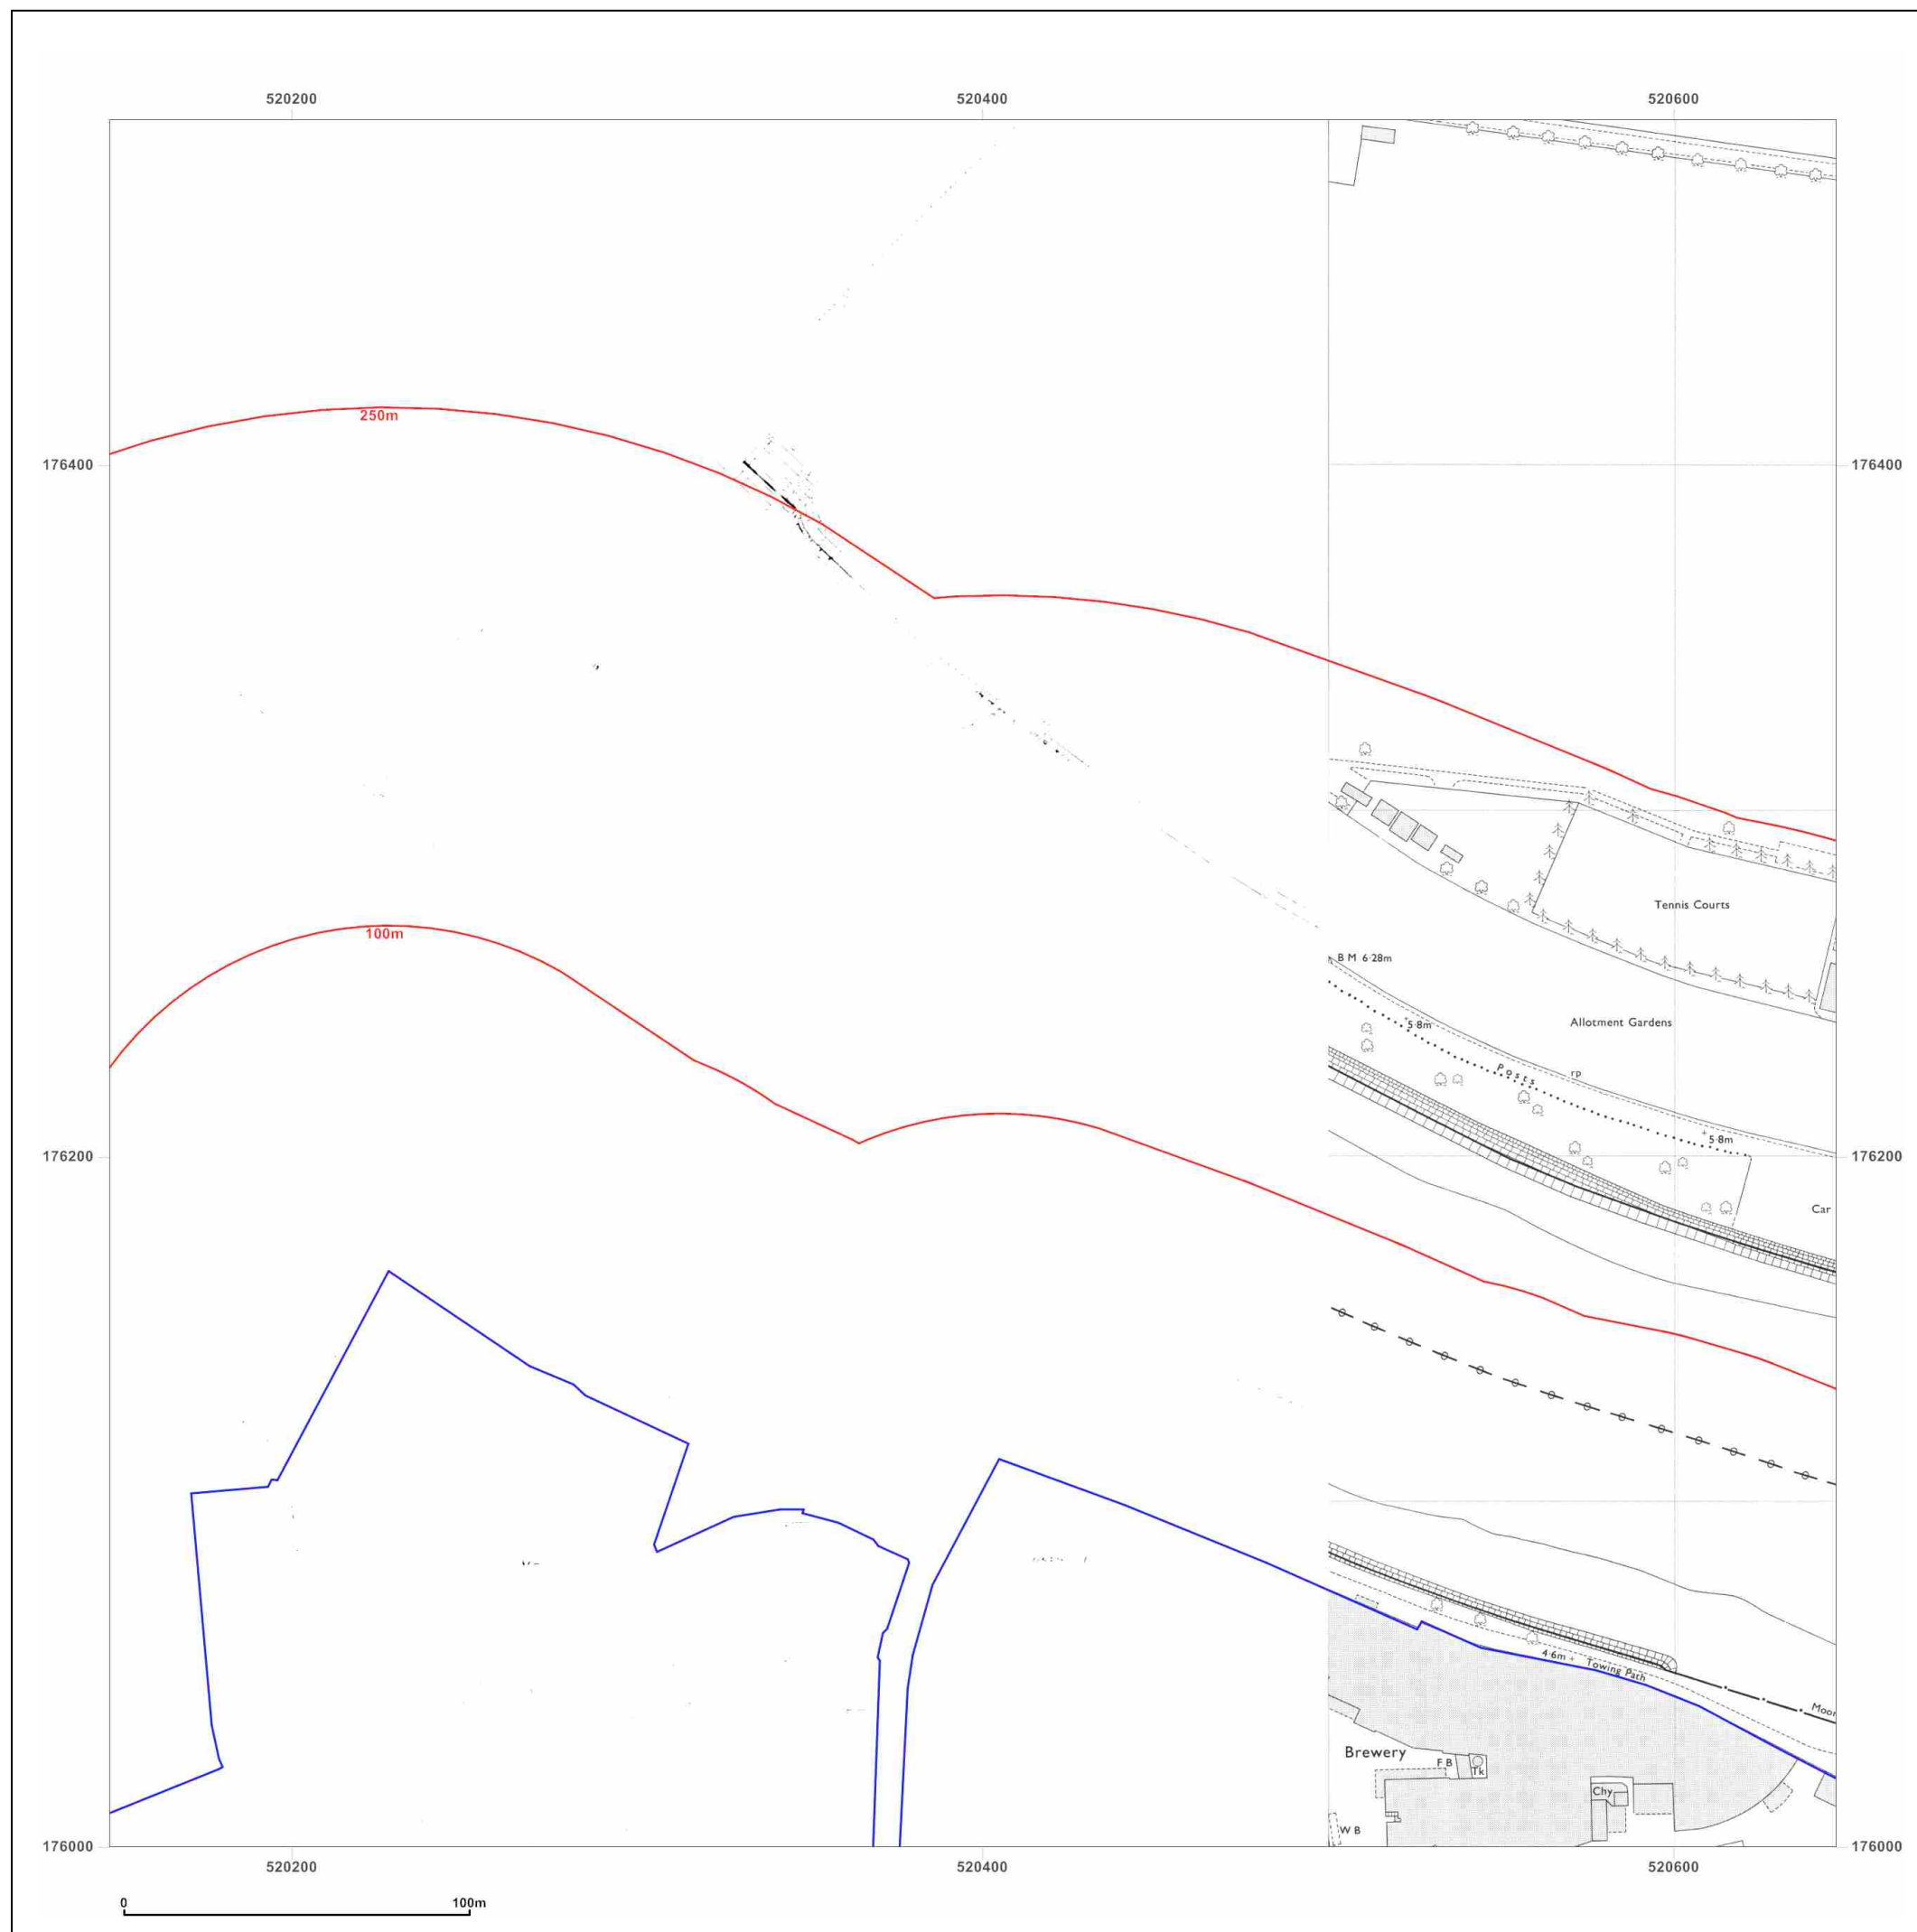 520200
520400
520600
250m
176400
176400
Tennis Courts
100m
B M 6·28m
5·8m
Allotment Gardens
Posts
rp
5·8m
176200
176200
Car
4·6m
Towing Path
Moor
Brewery
F B
Tk
Chy
W B
176000
176000
520200
520400
520600
0
100m